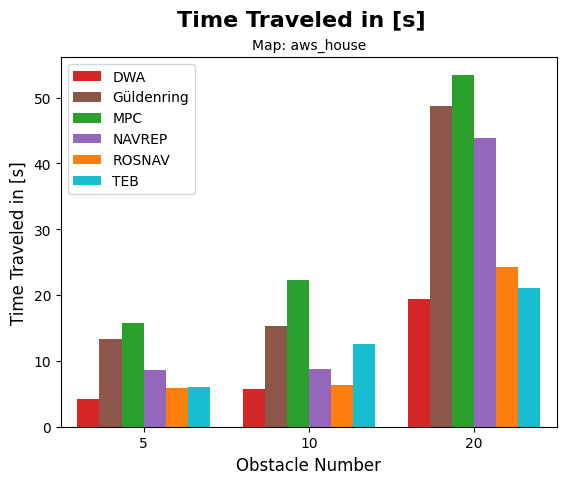 Time Traveled in [s]
Map: aws_house
DWA
Güldenring
MPC
NAVREP
ROSNAV
TEB
Time Traveled in [s]
50
40
30
20
10
0
5 10 20
Obstacle Number